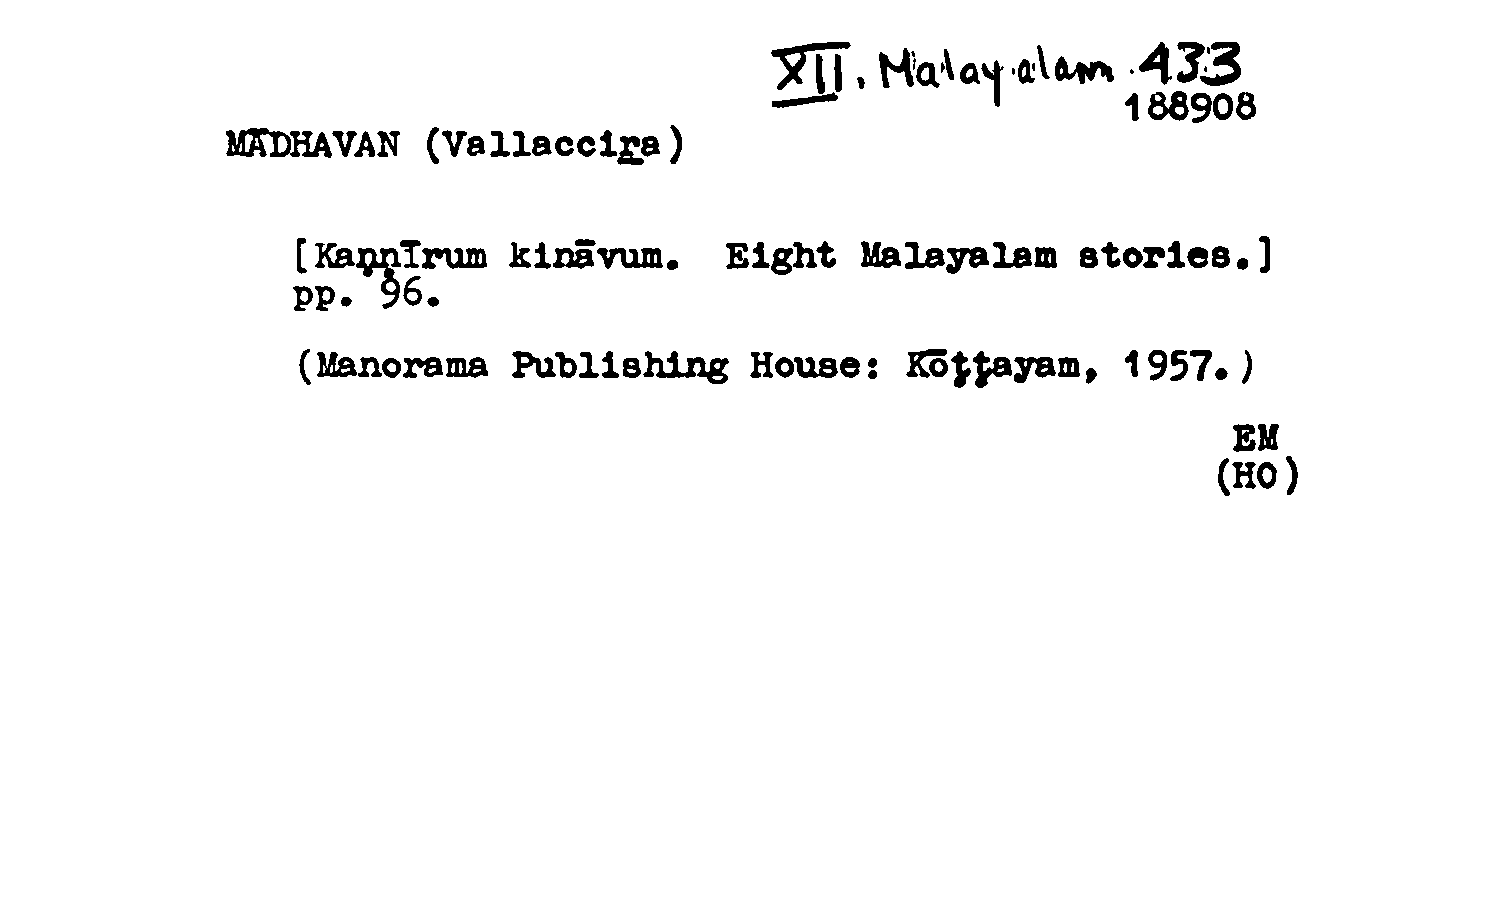 XII. Malayalam 433
188908
MĀDHAVAN (Vallacciṟa)
[Kaṇṇīrum kināvum. Eight Malayalam stories.]
pp. 96.
(Manorama Publishing House: Kōṭṭayam, 1957.)
EM
(HO)